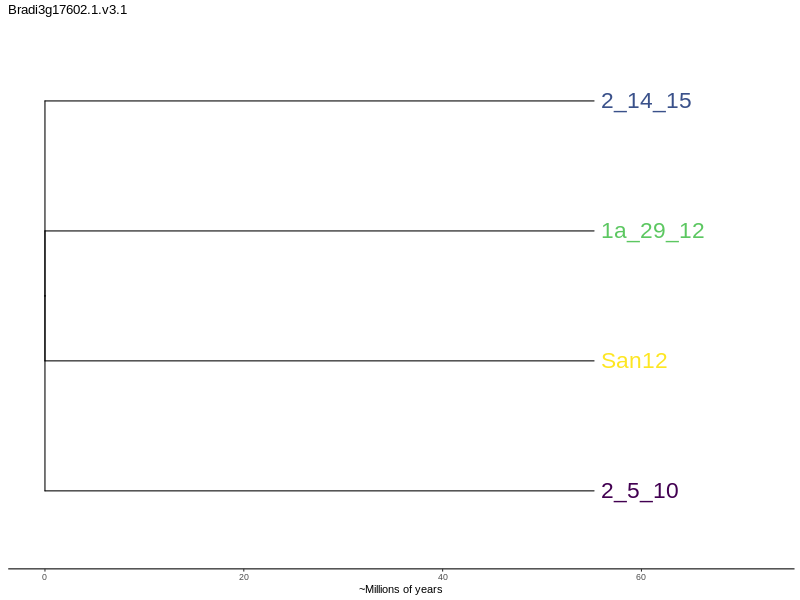 Bradi3g17602.1.v3.1
2_14_15
1a_29_12
San12
2_5_10
0 20 40 60
~Millions of years